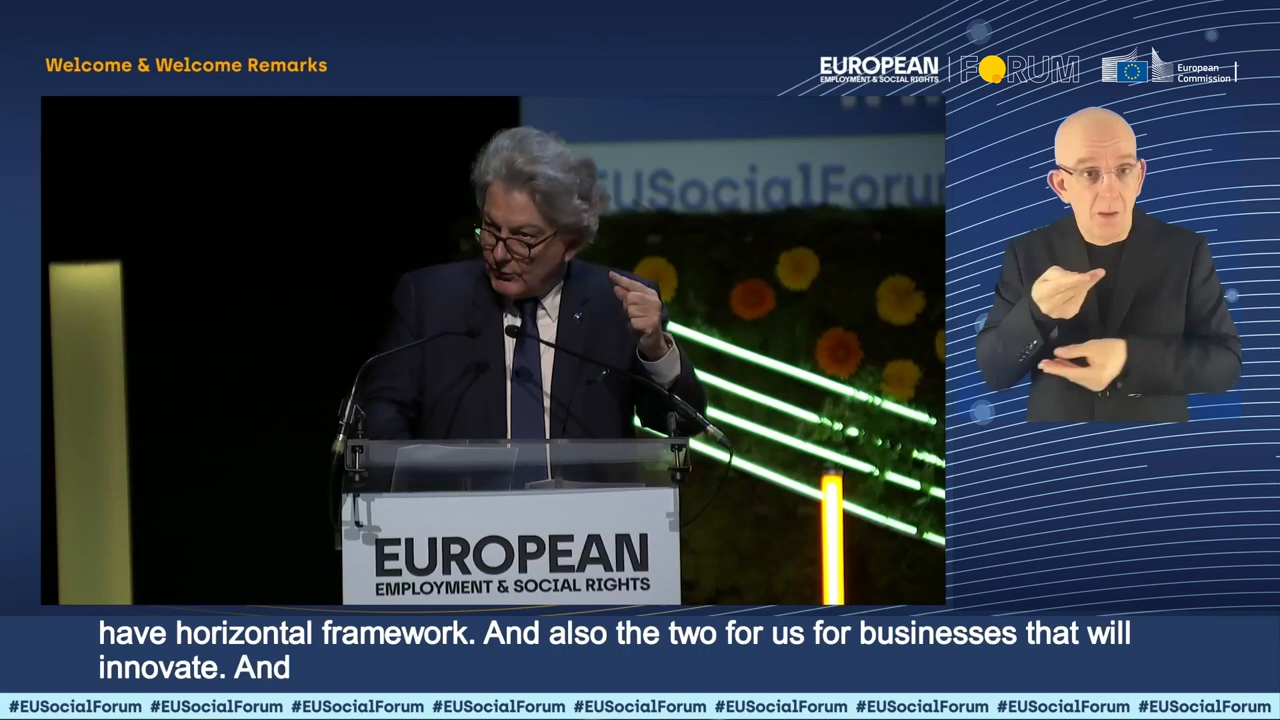 Welcome & Welcome Remarks
EUROPEAN
EMPLOYMENT & SOCIAL RIGHTS
FORUM
European
Commission
EUSocialForu
EUROPEAN
EMPLOYMENT & SOCIAL RIGHTS
have horizontal framework. And also the two for us for businesses that will
innovate. And
#EUSocialForum #EUSocialForum #EUSocialForum #EUSocialForum #EUSocialForum #EUSocialForum #EUSocialForum #EUSocialForum #EUSocialForum